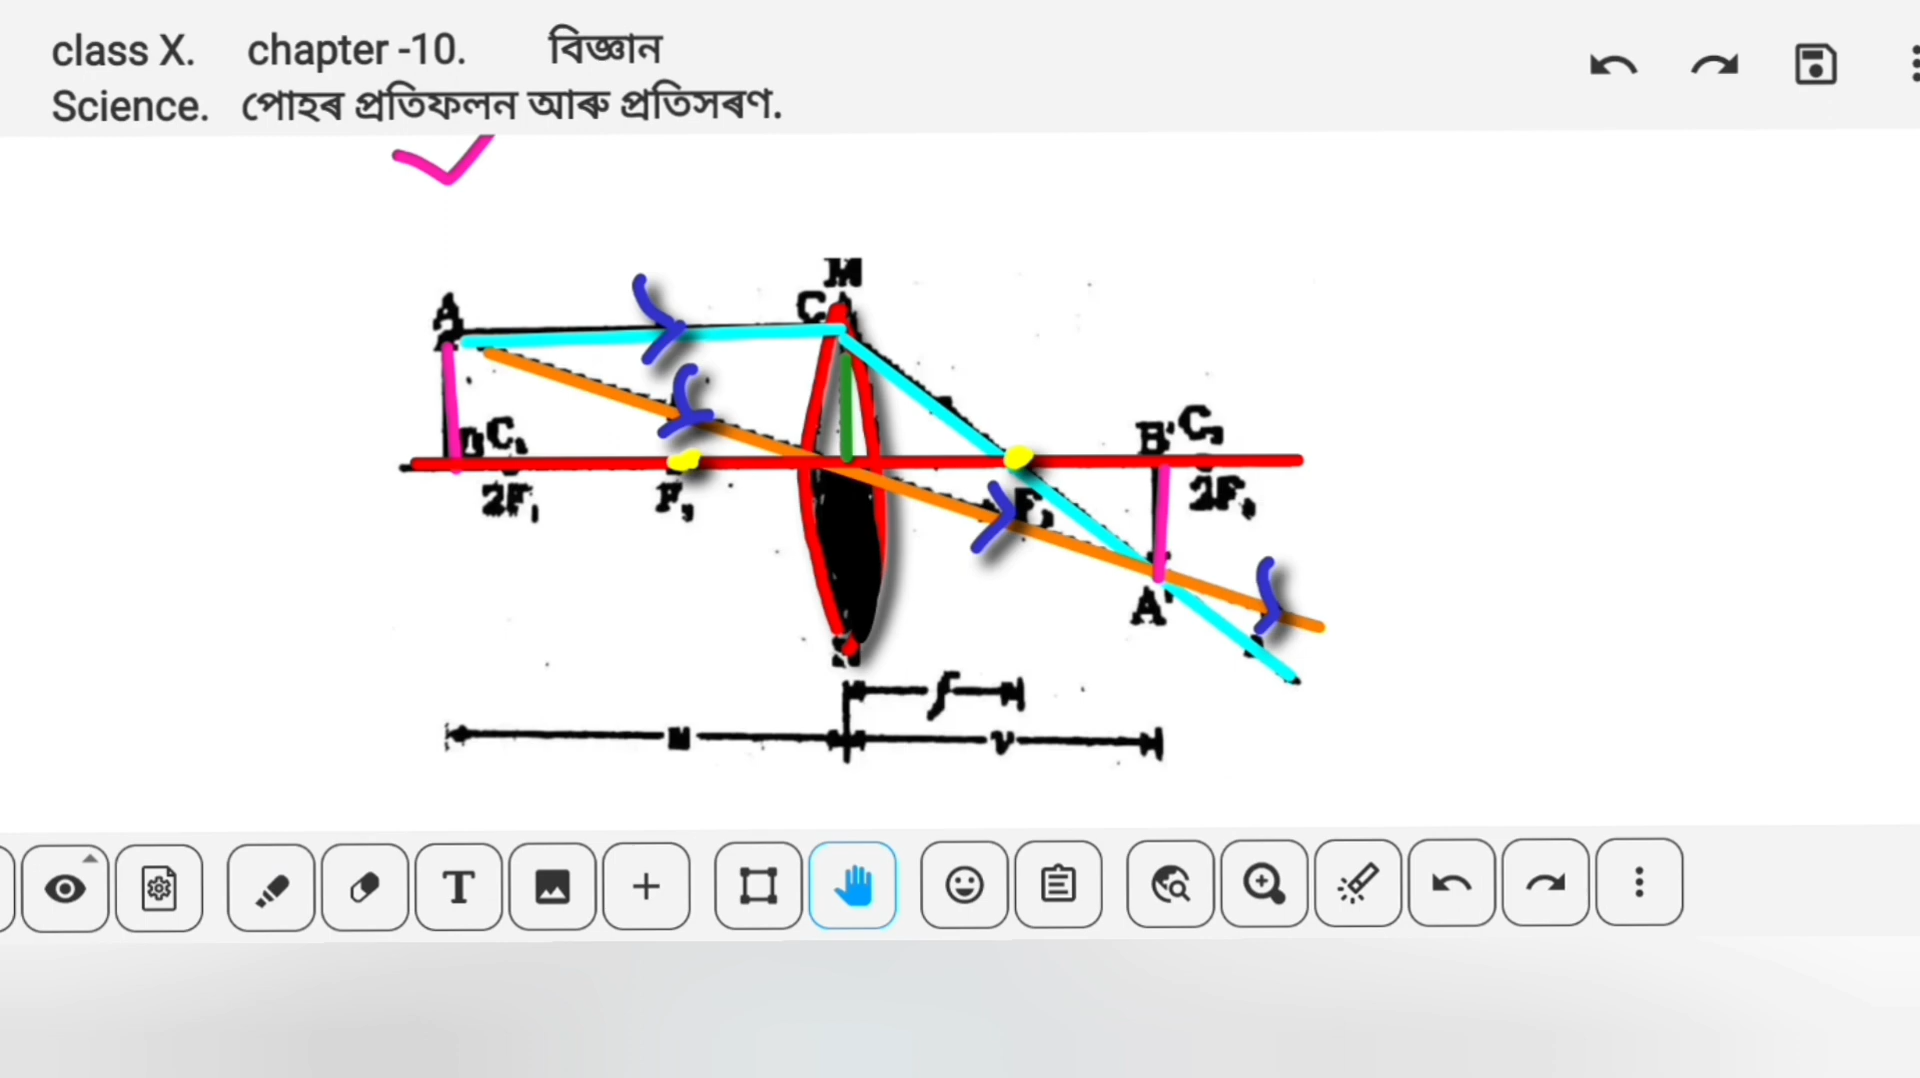 class X. chapter -10. বিজ্ঞান
Science. পোহৰ প্ৰতিফলন আৰু প্ৰতিসৰণ.
M
A C
C₁ B' C₂
2F₁ F₁ F₂ 2F₂
A'
f
u v
T